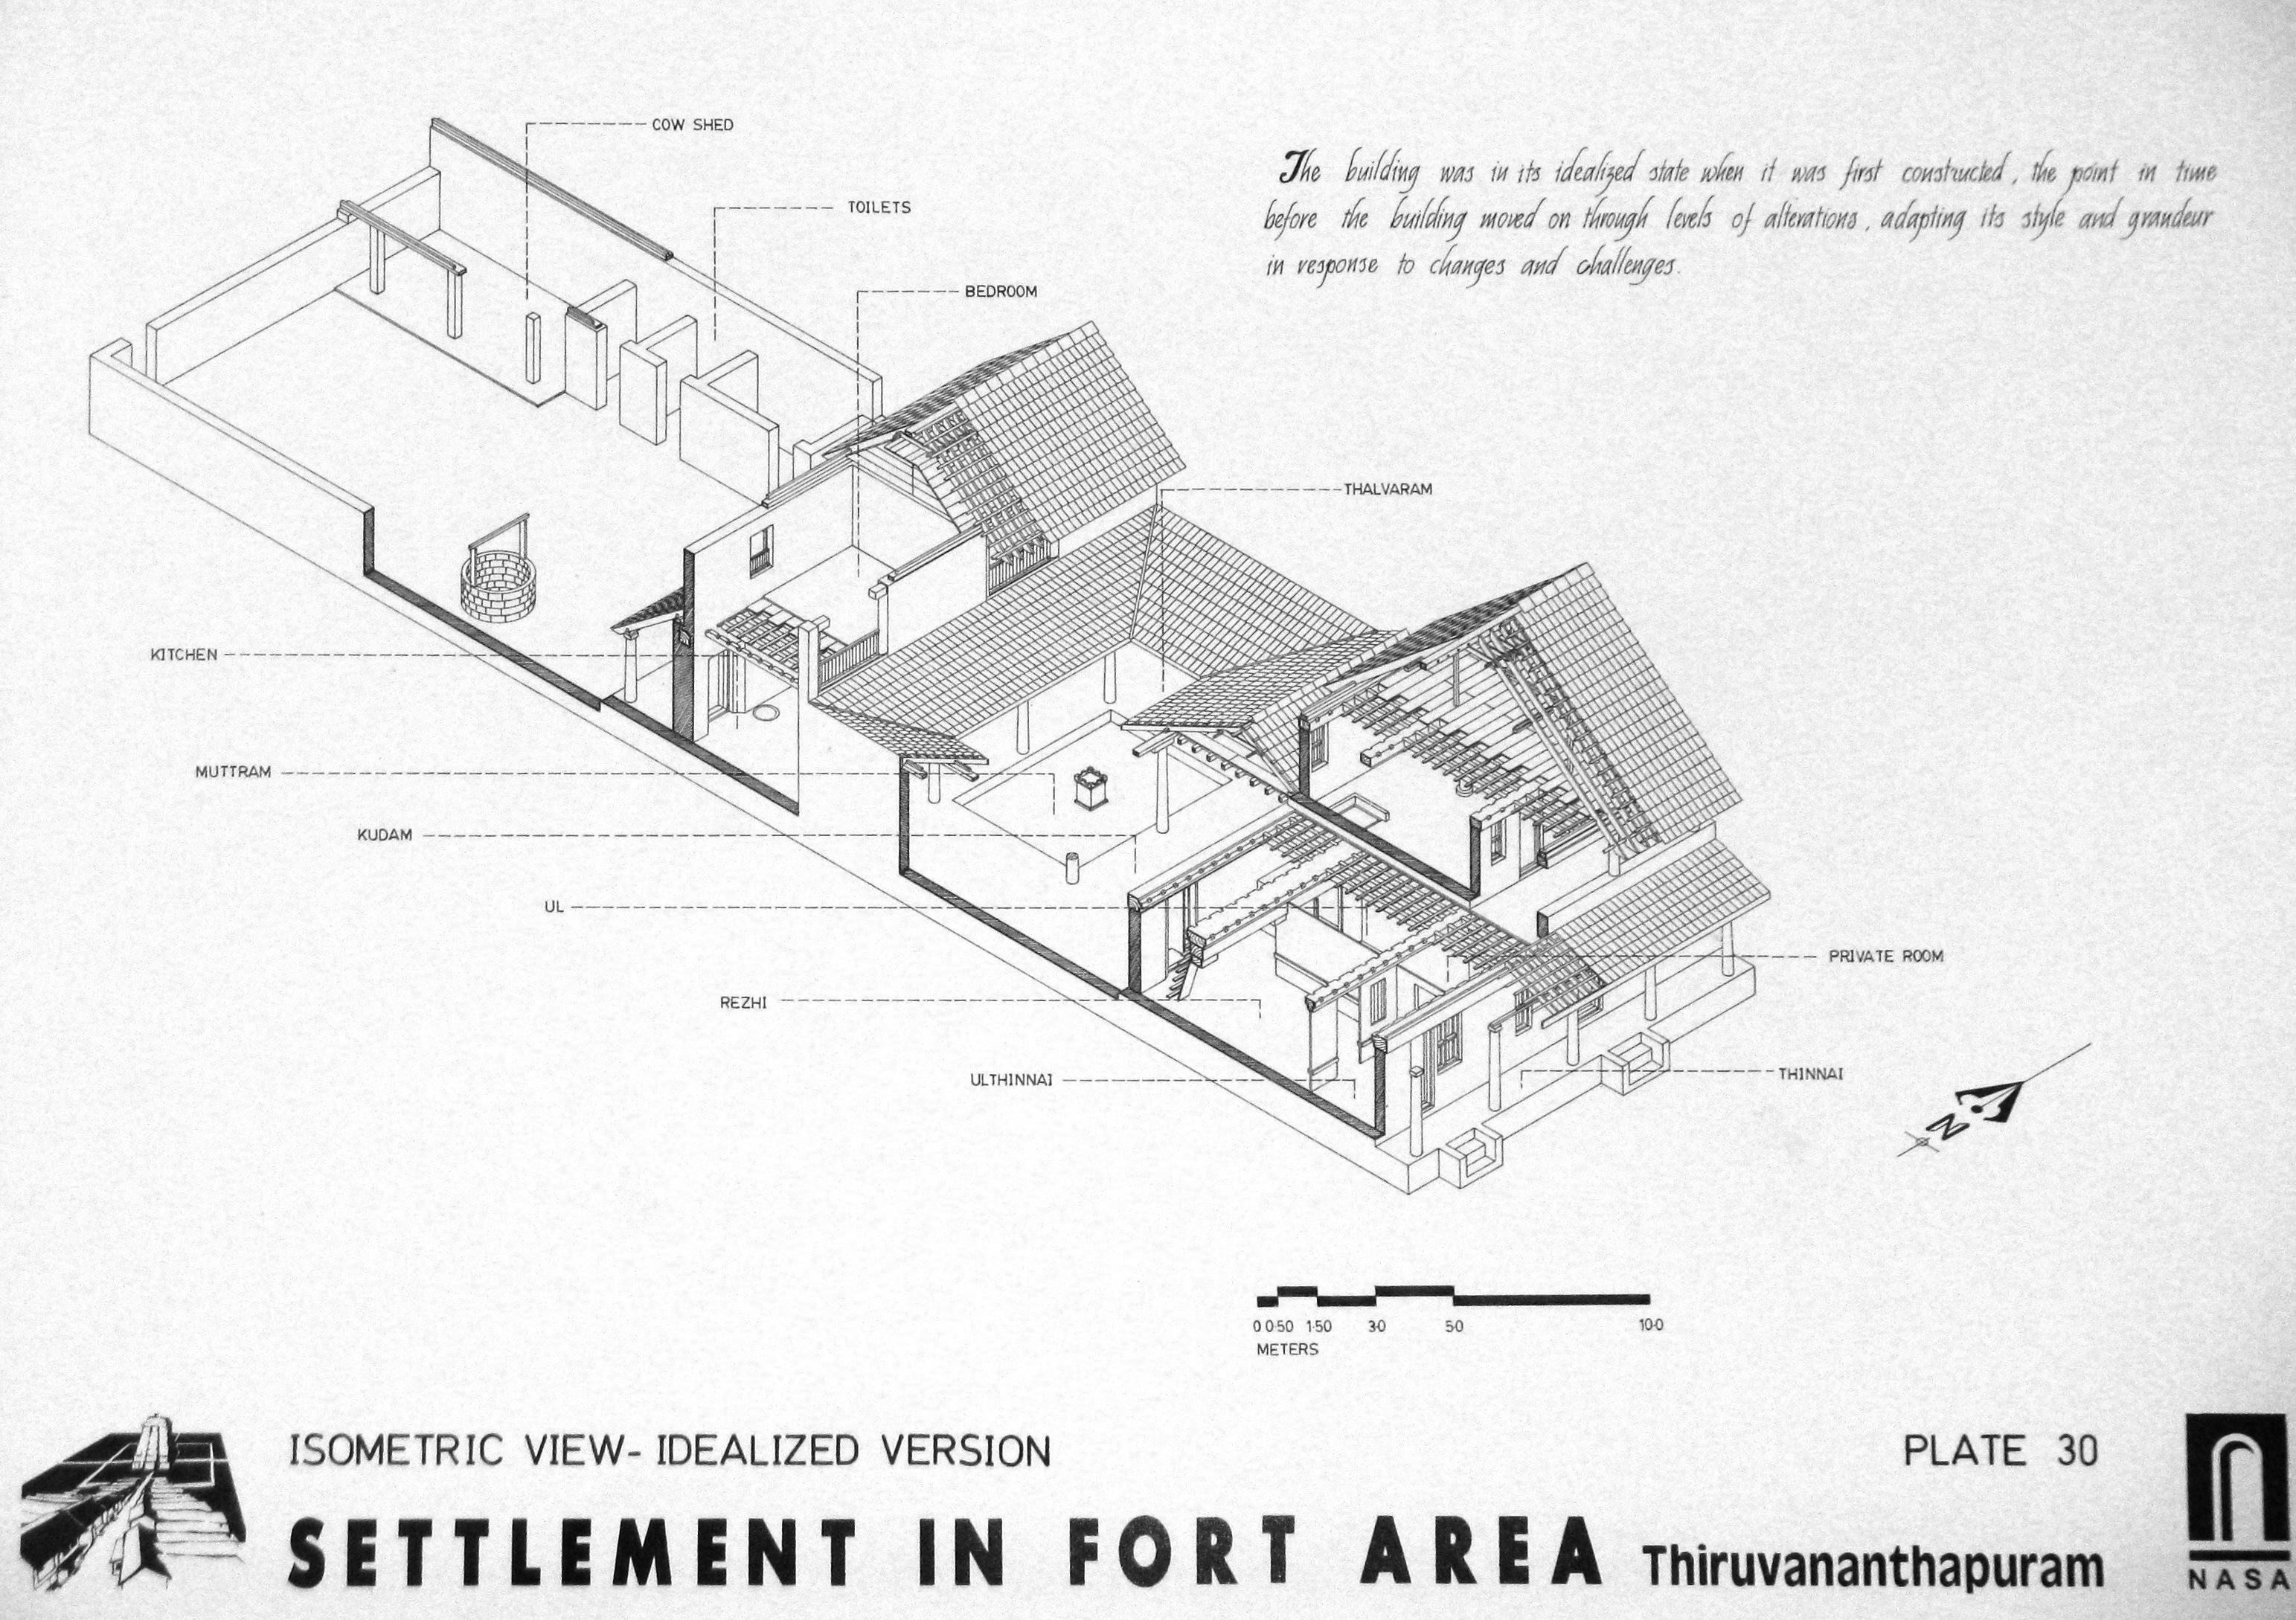 COW SHED
TOILETS
The building was in its idealized state when it was first constructed, the point in time
before the building moved on through levels of alterations, adapting its style and grandeur
in response to changes and challenges.
BEDROOM
THALVARAM
KITCHEN
MUTTRAM
KUDAM
UL
PRIVATE ROOM
REZHI
ULTHINNAI
THINNAI
N
0 0·50 1·50 3·0 5·0 10·0
METERS
ISOMETRIC VIEW- IDEALIZED VERSION
PLATE 30
SETTLEMENT IN FORT AREA Thiruvananthapuram
NASA